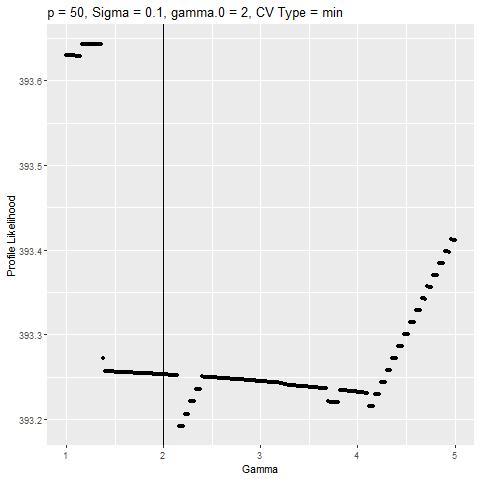 p = 50, Sigma = 0.1, gamma.0 = 2, CV Type = min
393.6
393.5
393.4
393.3
393.2
Profile Likelihood
1 2 3 4 5
Gamma